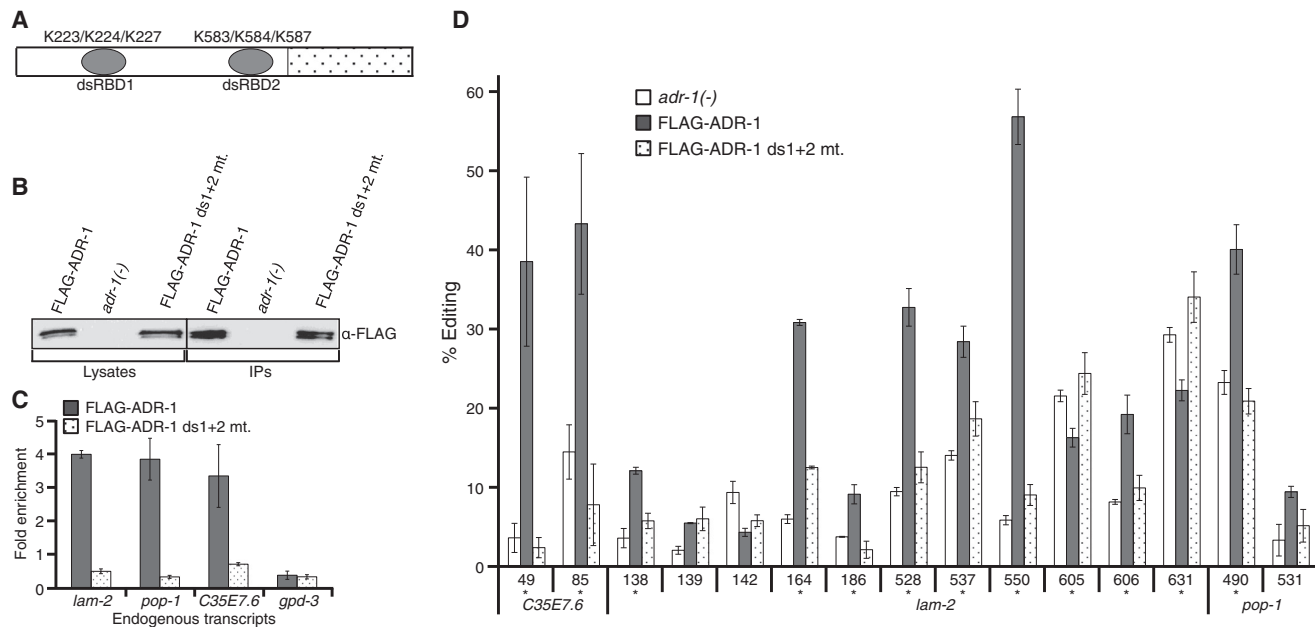 A
K223/K224/K227 K583/K584/K587
dsRBD1 dsRBD2
B
FLAG-ADR-1
adr-1(-)
FLAG-ADR-1 ds1+2 mt.
FLAG-ADR-1
adr-1(-)
FLAG-ADR-1 ds1+2 mt.
α-FLAG
Lysates IPs
C
FLAG-ADR-1
FLAG-ADR-1 ds1+2 mt.
Fold enrichment
5
4
3
2
1
0
lam-2 pop-1 C35E7.6 gpd-3
Endogenous transcripts
D
adr-1(-)
FLAG-ADR-1
FLAG-ADR-1 ds1+2 mt.
% Editing
60
50
40
30
20
10
0
49 85 138 139 142 164 186 528 537 550 605 606 631 490 531
* * * * * * * * * * * *
C35E7.6 lam-2 pop-1